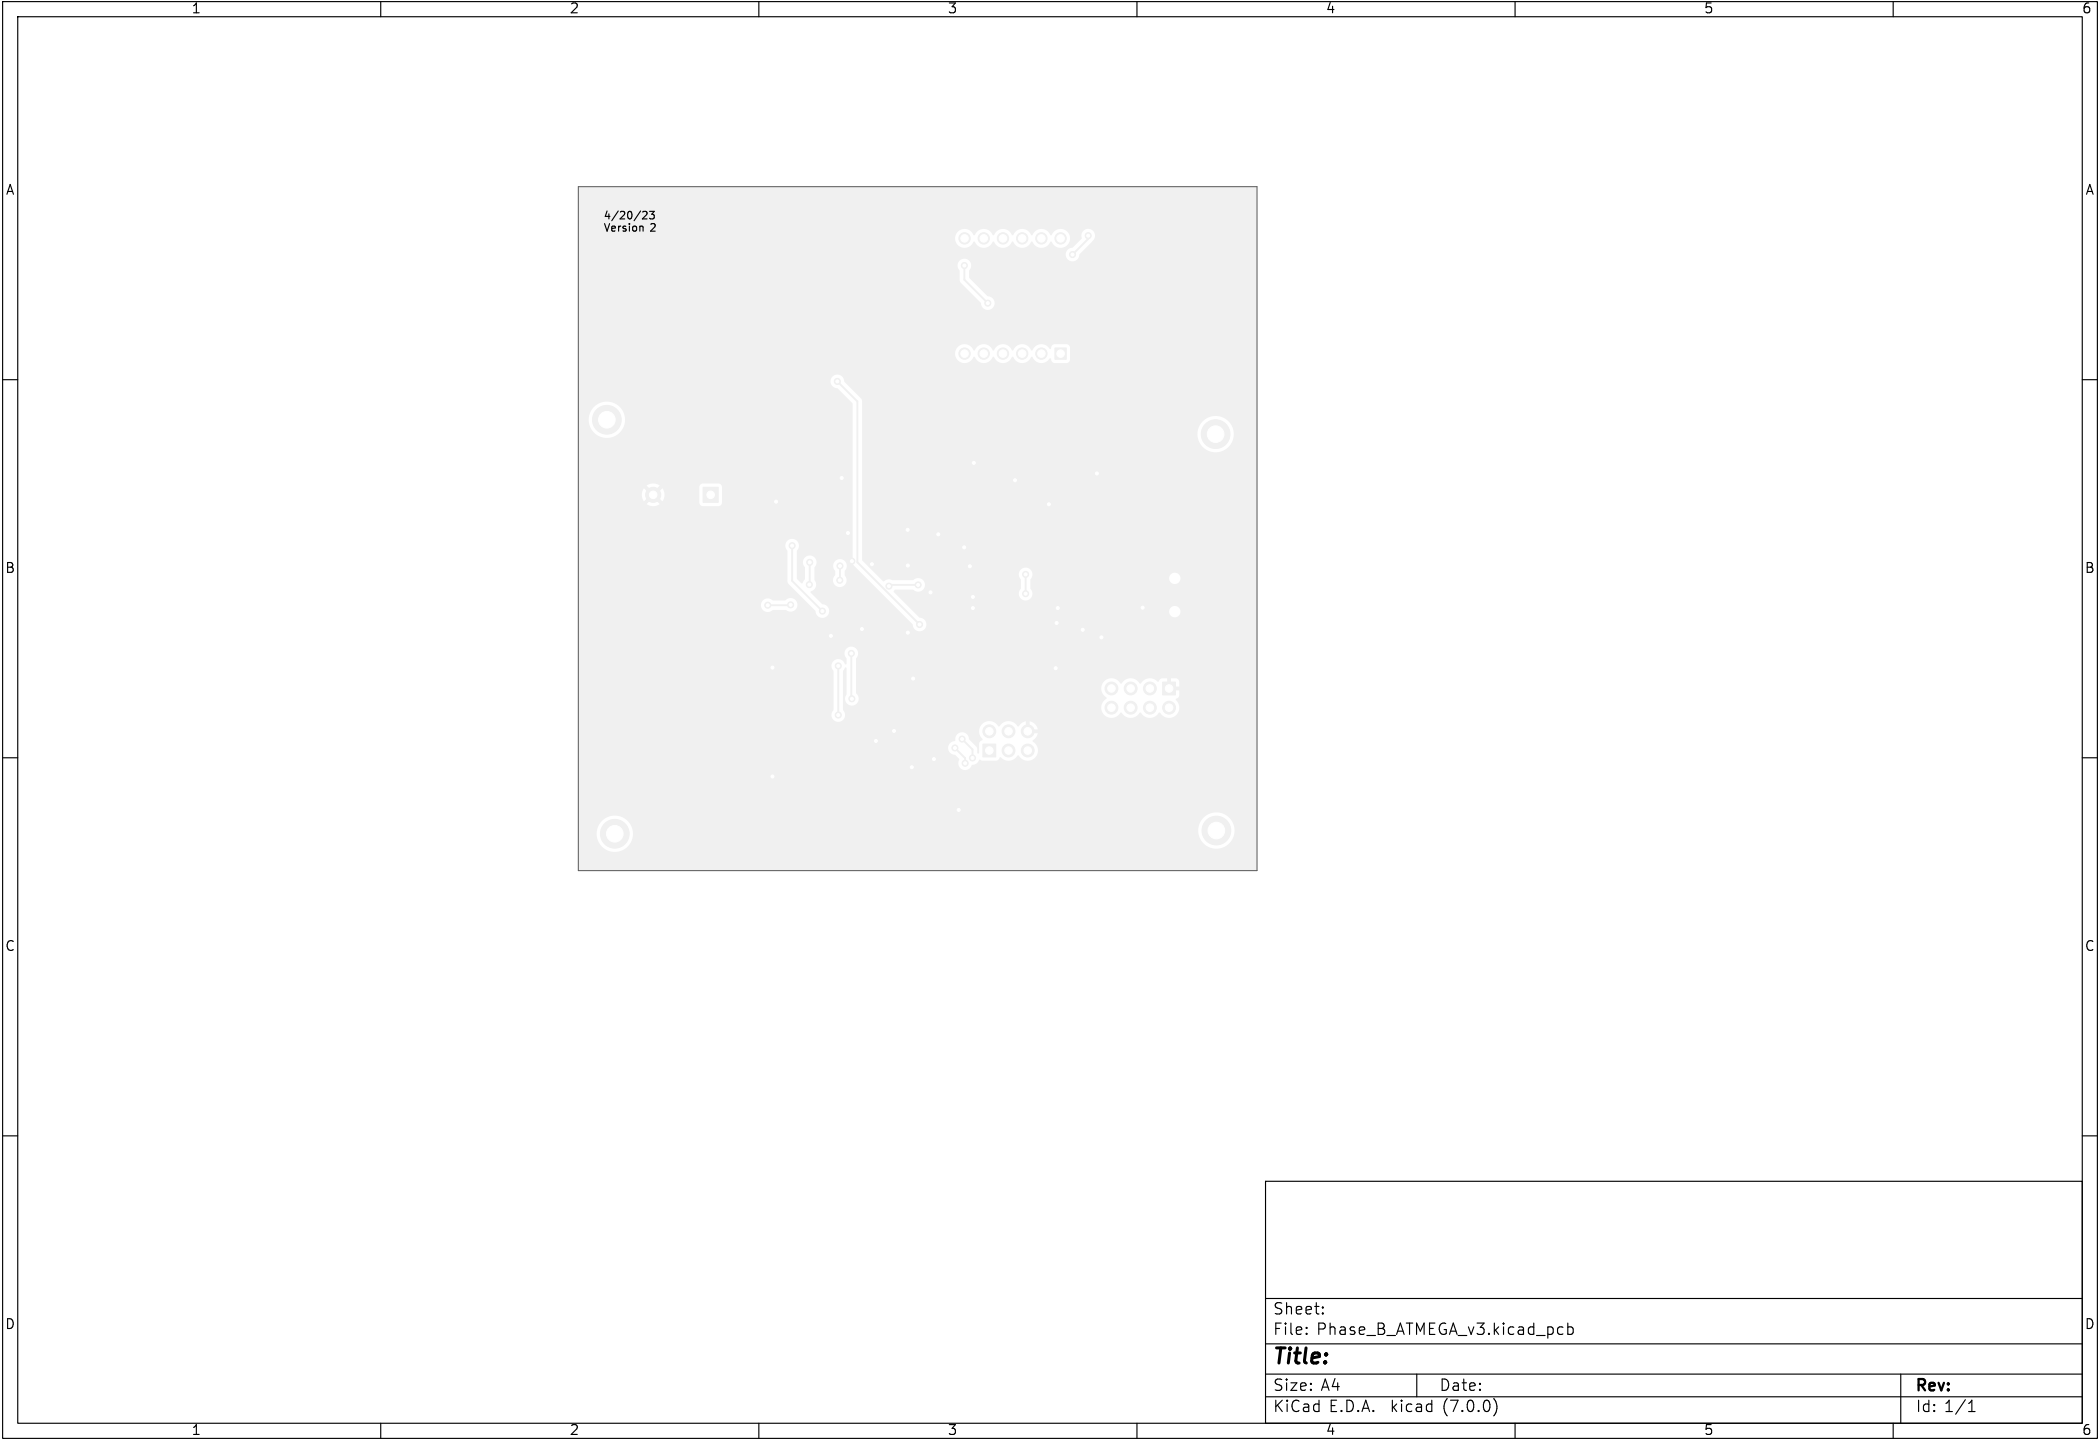 1 2 3 4 5 6
A A
4/20/23
Version 2
B B
C C
Sheet:
File: Phase_B_ATMEGA_v3.kicad_pcb
D D
Title:
Size: A4 Date: Rev:
KiCad E.D.A. kicad (7.0.0) Id: 1/1
1 2 3 4 5 6